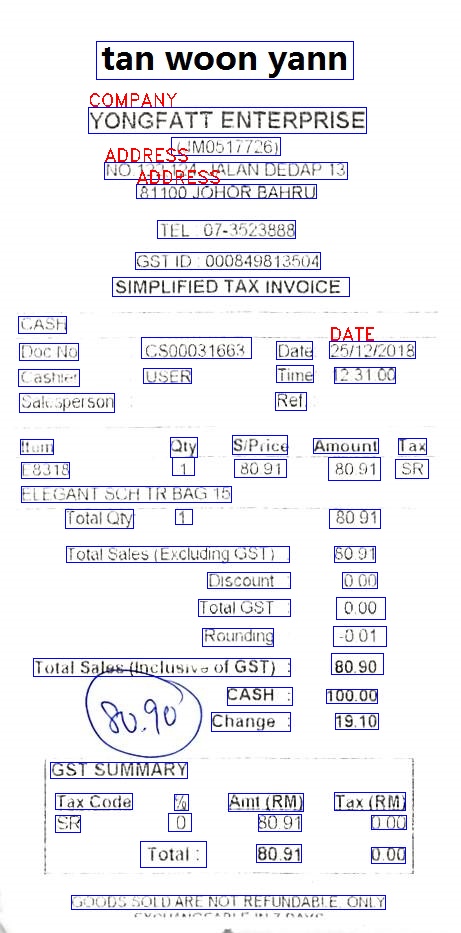 tan woon yann
COMPANY
YONGFATT ENTERPRISE
(JM0517726)
ADDRESS
NO. JALAN DEDAP 13
ADDRESS
81100 JOHOR BAHRU
TEL : 07-3523888
GST ID : 000849813504
SIMPLIFIED TAX INVOICE
CASH
DATE
Doc No : CS00031663 Date : 25/12/2018
Cashier : USER Time : 12:31:00
Salesperson : Ref. :
Item Qty S/Price Amount Tax
E8318 1 80.91 80.91 SR
ELEGANT SCH TR BAG 15
Total Qty : 1 80.91
Total Sales (Excluding GST) : 80.91
Discount : 0.00
Total GST : 0.00
Rounding : -0.01
Total Sales (Inclusive of GST) : 80.90
CASH : 100.00
80.90
Change : 19.10
GST SUMMARY
Tax Code % Amt (RM) Tax (RM)
SR 0 80.91 0.00
Total : 80.91 0.00
GOODS SOLD ARE NOT REFUNDABLE, ONLY
EXCHANGEABLE IN 7 DAYS